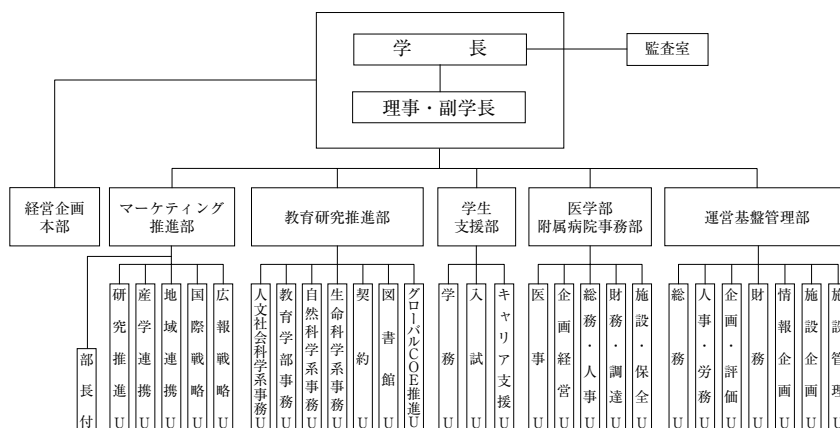 学長
監査室
理事・副学長
経営企画
本部
マーケティング
推進部
教育研究推進部
学生
支援部
医学部
附属病院事務部
運営基盤管理部
部長付
研究推進U
産学連携U
地域連携U
国際戦略U
広報戦略U
人文社会科学系事務U
教育学部事務U
自然科学系事務U
生命科学系事務U
契約U
図書館U
グローバルCOE推進U
学務U
入試U
キャリア支援U
医事U
企画経営U
総務・人事U
財務・調達U
施設・保全U
総務U
人事・労務U
企画・評価U
財務U
情報企画U
施設企画U
施設管理U